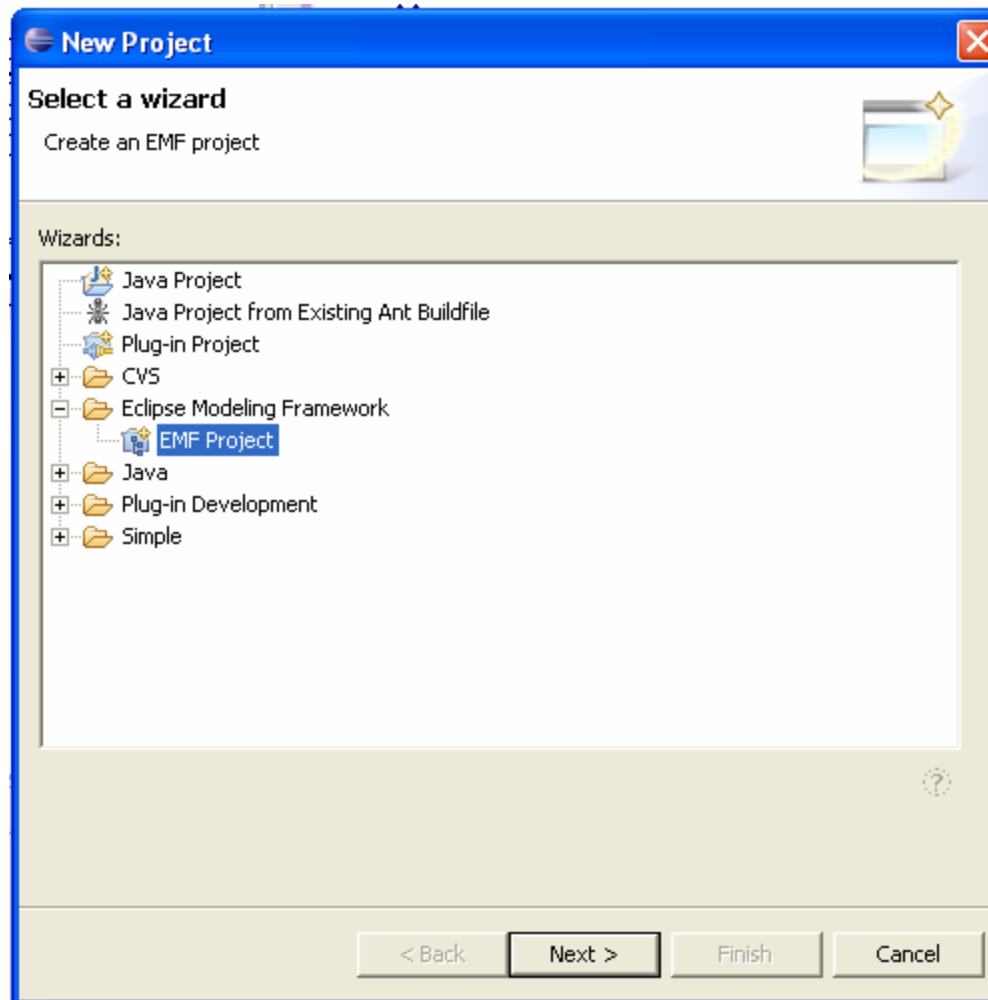 New Project
Select a wizard
Create an EMF project
Wizards:
Java Project
Java Project from Existing Ant Buildfile
Plug-in Project
CVS
Eclipse Modeling Framework
EMF Project
Java
Plug-in Development
Simple
?
< Back Next > Finish Cancel